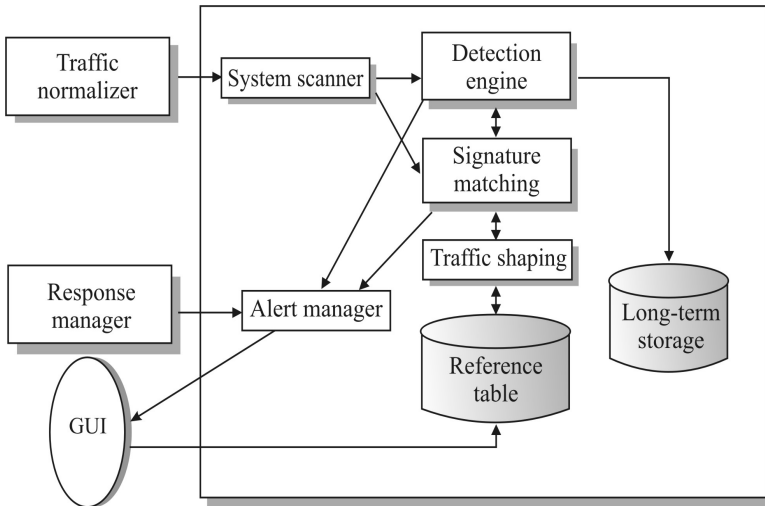 Traffic
normalizer
System scanner
Detection
engine
Signature
matching
Traffic shaping
Response
manager
Alert manager
Long-term
storage
Reference
table
GUI